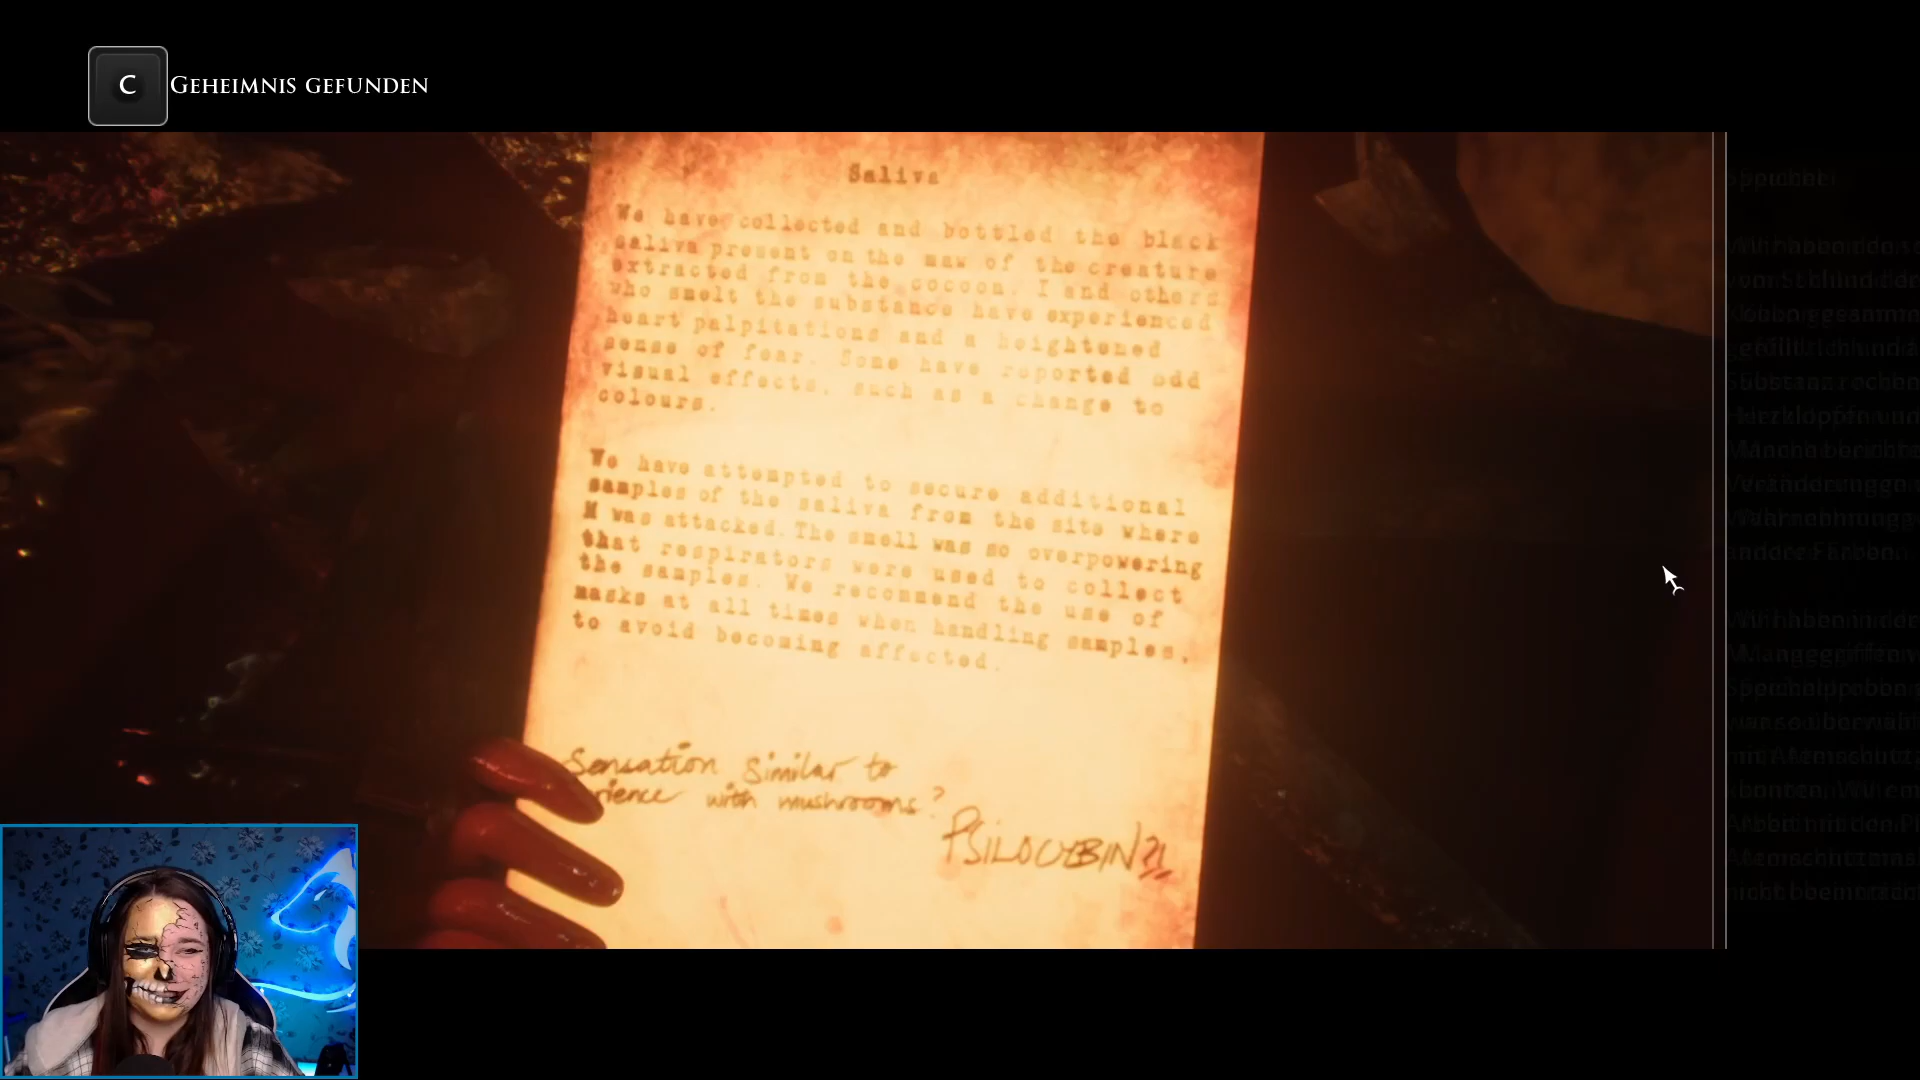 C
GEHEIMNIS GEFUNDEN
Saliva
We have collected and bottled the black
saliva present on the maw of the creature
extracted from the cocoon. I and others
who smelt the substance have experienced
heart palpitations and a heightened
sense of fear. Some have reported odd
visual effects, such as a change to
colours.
We have attempted to secure additional
samples of the saliva from the site where
M was attacked. The smell was so overpowering
that respirators were used to collect
the samples. We recommend the use of
masks at all times when handling samples,
to avoid becoming affected.
Sensation Similar to
rience with mushrooms?
PSILOCYBIN?!